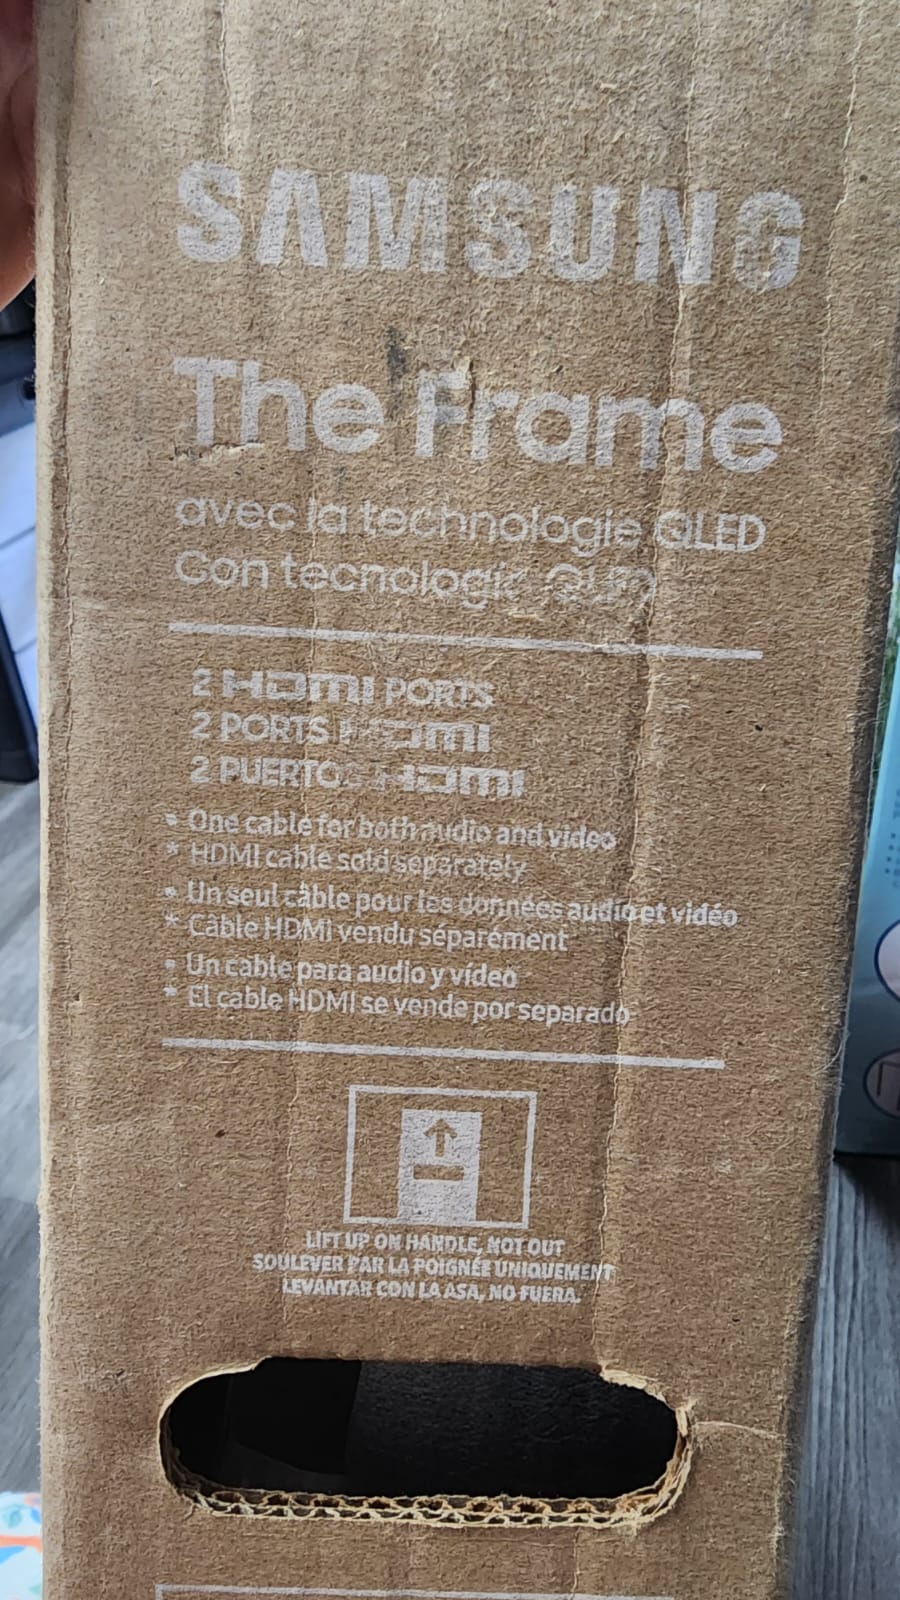 SAMSUNG
The Frame
avec la technologie QLED
Con tecnología QLED
2 HDMI PORTS
2 PORTS HDMI
2 PUERTOS HDMI
• One cable for both audio and video
* HDMI cable sold separately
• Un seul câble pour les données audio et vidéo
* Câble HDMI vendu séparément
• Un cable para audio y vídeo
* El cable HDMI se vende por separado
LIFT UP ON HANDLE, NOT OUT
SOULEVER PAR LA POIGNÉE UNIQUEMENT
LEVANTAR CON LA ASA, NO FUERA.